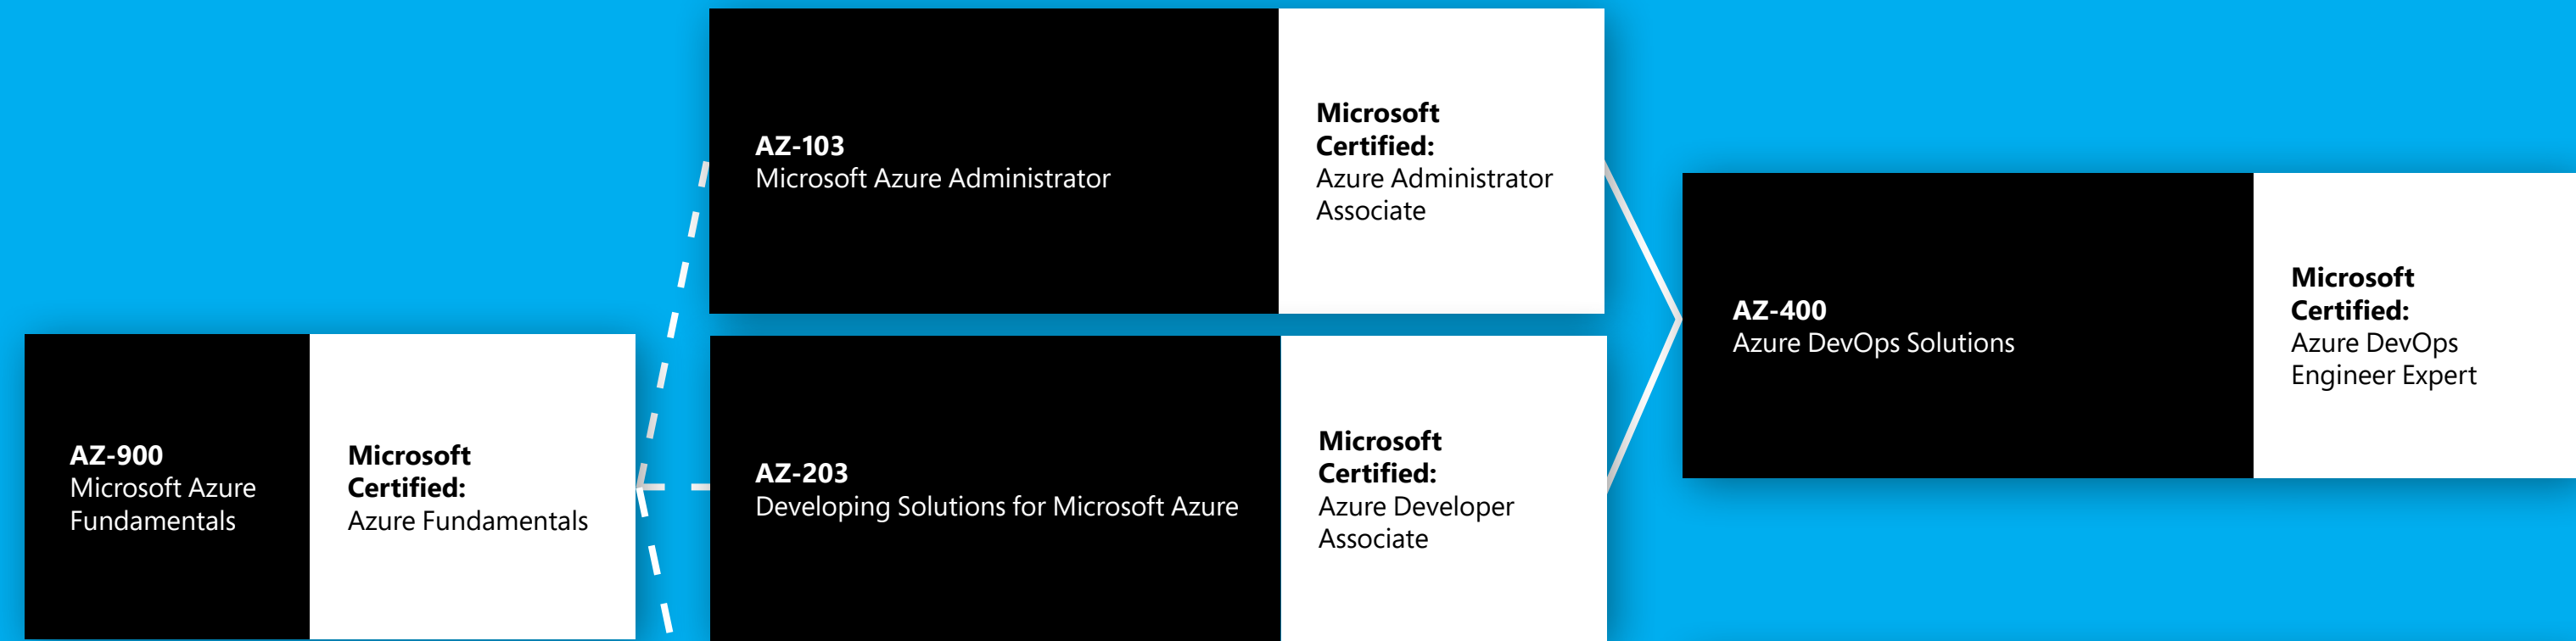 AZ-900
Microsoft Azure
Fundamentals
Microsoft
Certified:
Azure Fundamentals
AZ-103
Microsoft Azure Administrator
Microsoft
Certified:
Azure Administrator
Associate
AZ-203
Developing Solutions for Microsoft Azure
Microsoft
Certified:
Azure Developer
Associate
AZ-400
Azure DevOps Solutions
Microsoft
Certified:
Azure DevOps
Engineer Expert